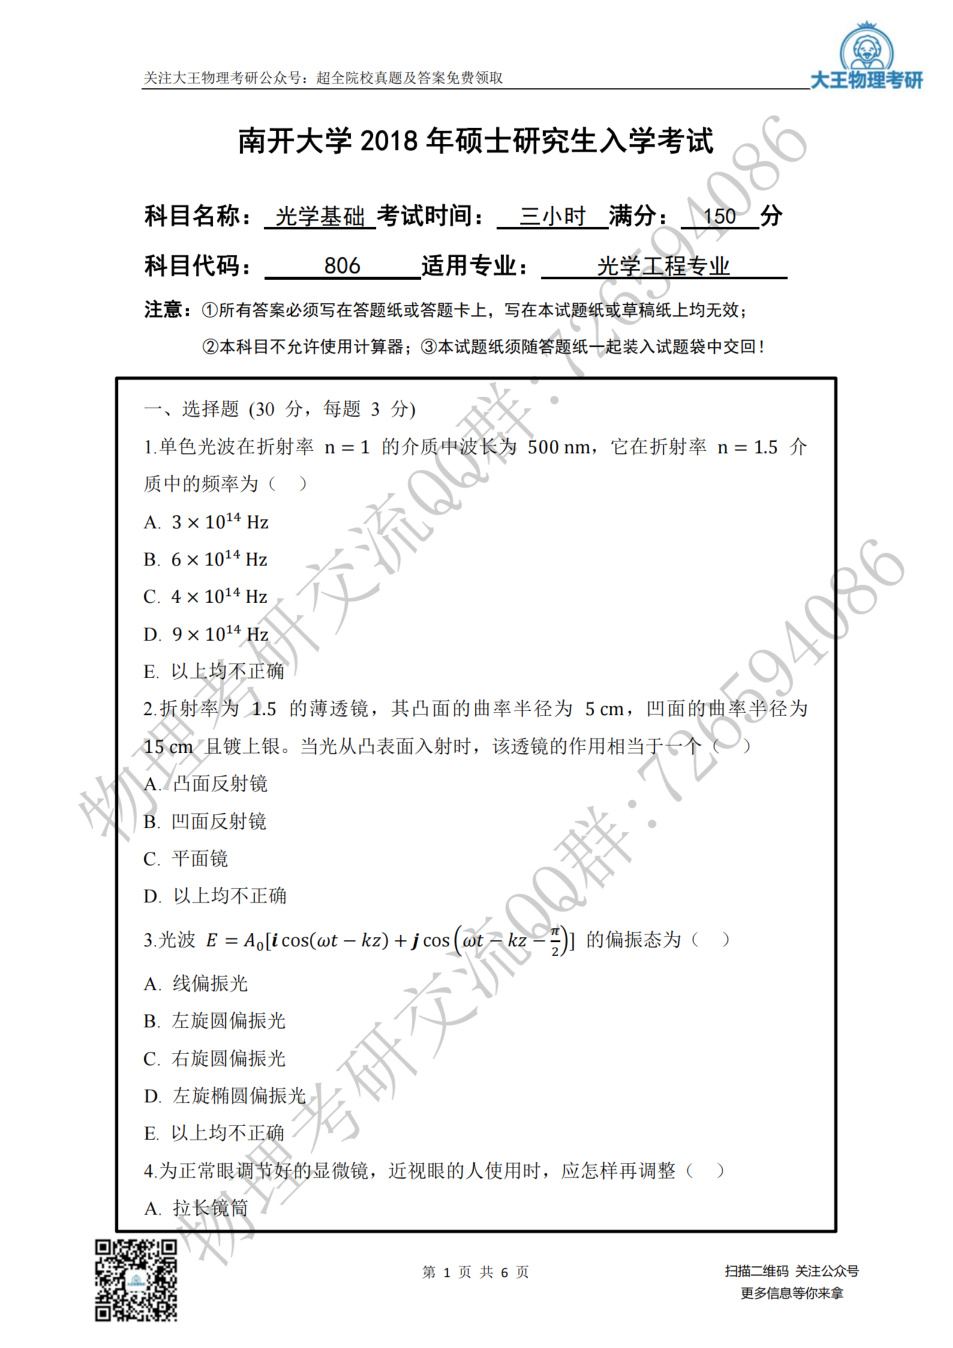 关注大王物理考研公众号：超全院校真题及答案免费领取
大王物理考研
南开大学 2018 年硕士研究生入学考试
科目名称： 光学基础 考试时间： 三小时 满分： 150 分
科目代码： 806 适用专业： 光学工程专业
注意：①所有答案必须写在答题纸或答题卡上，写在本试题纸或草稿纸上均无效；
②本科目不允许使用计算器；③本试题纸须随答题纸一起装入试题袋中交回！
一、选择题 (30 分，每题 3 分)
1.单色光波在折射率 n = 1 的介质中波长为 500 nm，它在折射率 n = 1.5 介
质中的频率为（ ）
A. 3 × 10¹⁴ Hz
B. 6 × 10¹⁴ Hz
C. 4 × 10¹⁴ Hz
D. 9 × 10¹⁴ Hz
E. 以上均不正确
2.折射率为 1.5 的薄透镜，其凸面的曲率半径为 5 cm，凹面的曲率半径为
15 cm 且镀上银。当光从凸表面入射时，该透镜的作用相当于一个（ ）
A. 凸面反射镜
B. 凹面反射镜
C. 平面镜
D. 以上均不正确
3.光波 E = A₀[i cos(ωt − kz) + j cos(ωt − kz − π/2)] 的偏振态为（ ）
A. 线偏振光
B. 左旋圆偏振光
C. 右旋圆偏振光
D. 左旋椭圆偏振光
E. 以上均不正确
4.为正常眼调节好的显微镜，近视眼的人使用时，应怎样再调整（ ）
A. 拉长镜筒
物理考研交流QQ群：726594086
物理考研交流QQ群：726594086
大王物理考研
第 1 页 共 6 页
扫描二维码 关注公众号
更多信息等你来拿